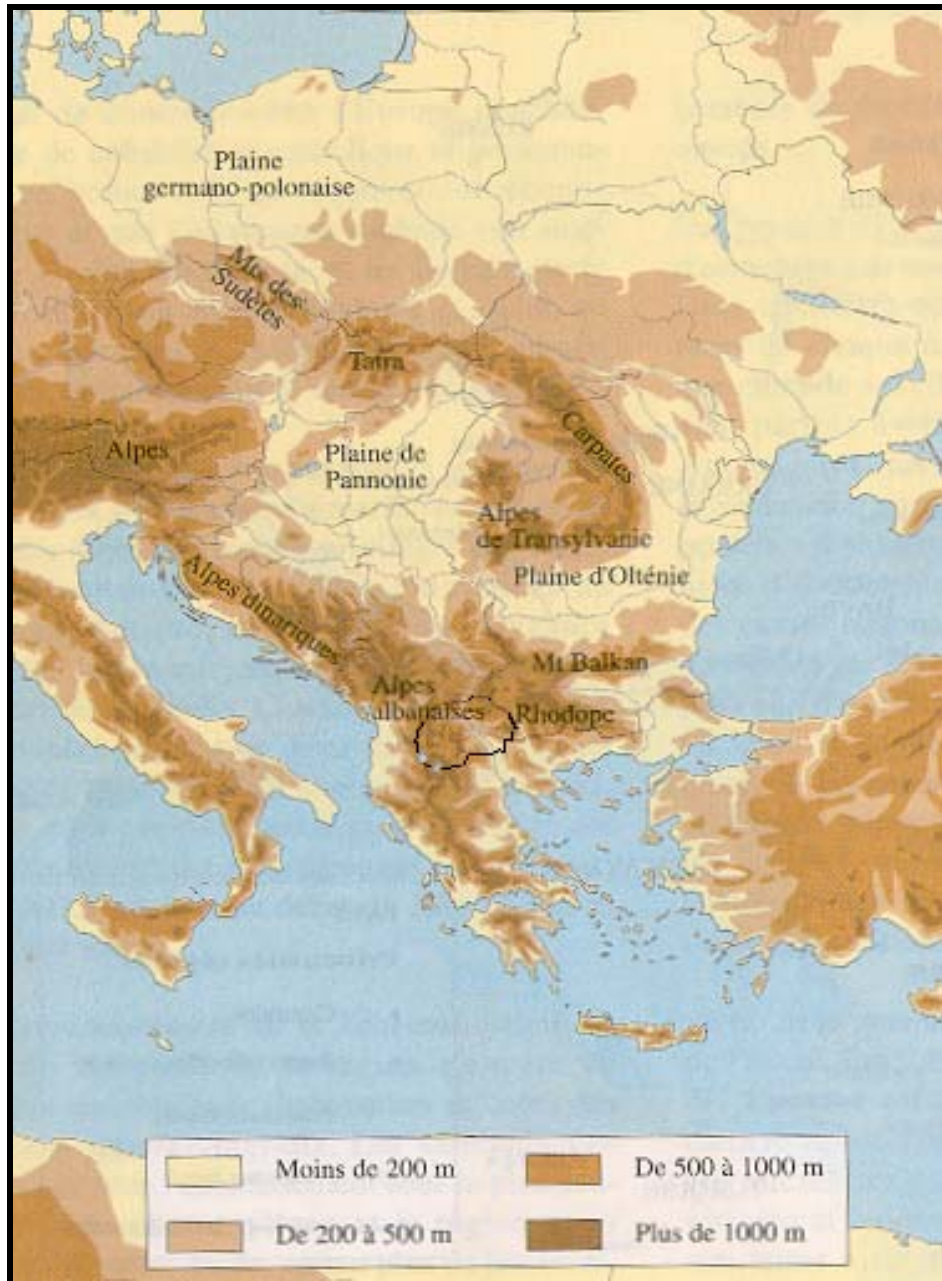 Plaine
germano-polonaise
Mts des
Sudètes
Tatra
Alpes
Plaine de
Pannonie
Carpates
Alpes
de Transylvanie
Plaine d'Olténie
Alpes dinariques
Mt Balkan
Alpes
albanaises
Rhodope
Moins de 200 m
De 500 à 1000 m
De 200 à 500 m
Plus de 1000 m